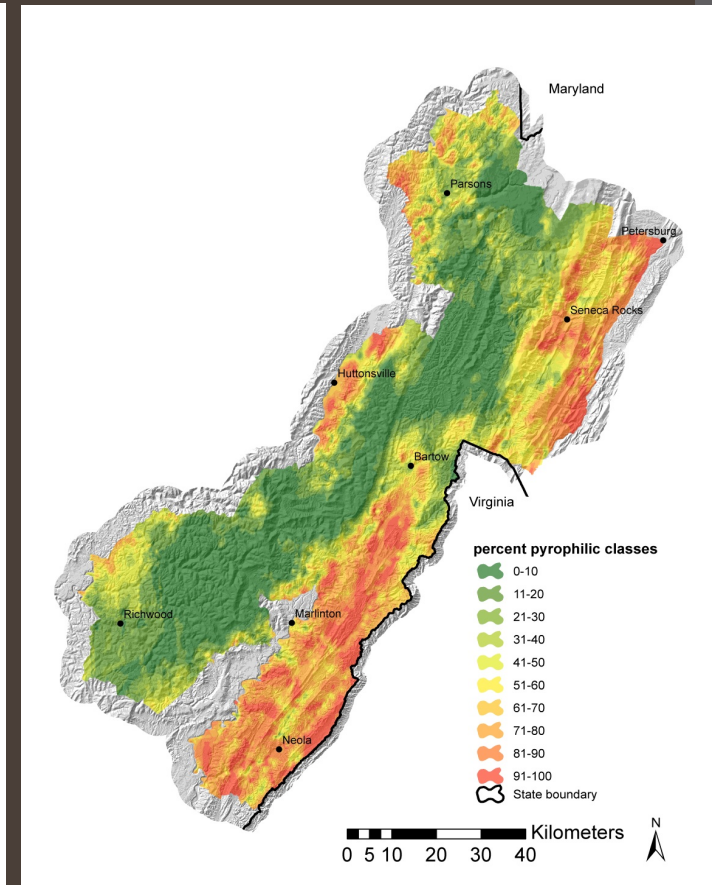 Maryland
Parsons
Petersburg
Seneca Rocks
Huttonsville
Bartow
Virginia
percent pyrophilic classes
0-10
11-20
21-30
31-40
41-50
51-60
61-70
71-80
81-90
91-100
State boundary
Richwood
Marlinton
Neola
Kilometers
0 5 10 20 30 40
N